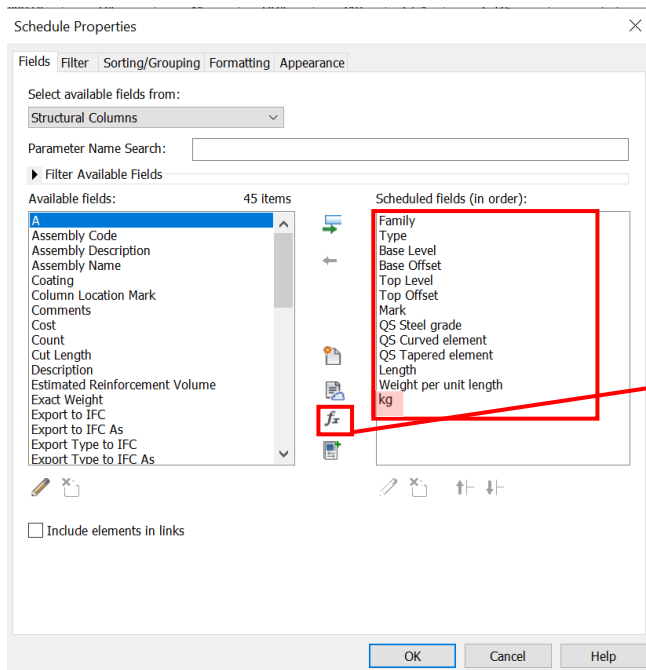 Schedule Properties
Fields Filter Sorting/Grouping Formatting Appearance
Select available fields from:
Structural Columns
Parameter Name Search:
Filter Available Fields
Available fields: 45 items
A
Assembly Code
Assembly Description
Assembly Name
Coating
Column Location Mark
Comments
Cost
Count
Cut Length
Description
Estimated Reinforcement Volume
Exact Weight
Export to IFC
Export to IFC As
Export Type to IFC
Export Type to IFC As
fx
Scheduled fields (in order):
Family
Type
Base Level
Base Offset
Top Level
Top Offset
Mark
QS Steel grade
QS Curved element
QS Tapered element
Length
Weight per unit length
kg
Include elements in links
OK Cancel Help